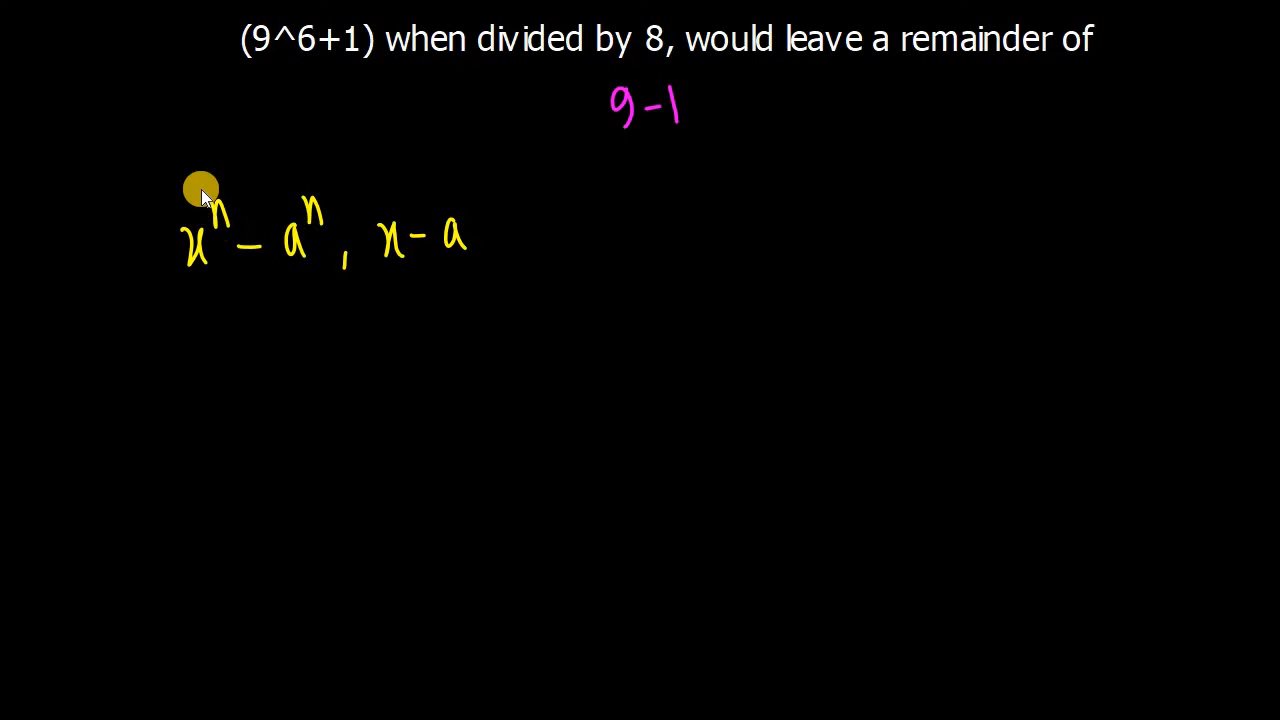 (9^6+1) when divided by 8, would leave a remainder of
9-1
x^n - a^n, x - a